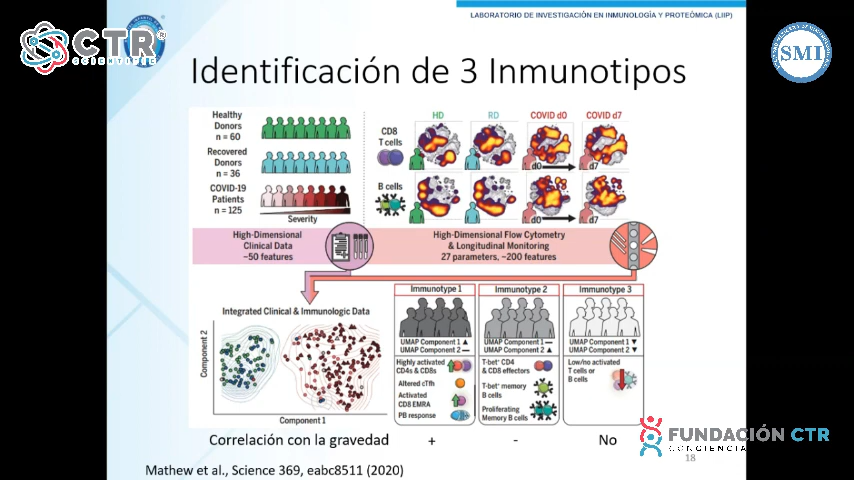 LABORATORIO DE INVESTIGACIÓN EN INMUNOLOGÍA Y PROTEÓMICA (LIIP)
CTR
SCIENTIFIC
SMI
Identificación de 3 Inmunotipos
Healthy
Donors
n = 60
Recovered
Donors
n = 36
COVID-19
Patients
n = 125
Severity
HD RD COVID d0 COVID d7
CD8
T cells
d0 d7
B cells
d0 d7
High-Dimensional
Clinical Data
~50 features
High-Dimensional Flow Cytometry
& Longitudinal Monitoring
27 parameters, ~200 features
Integrated Clinical & Immunologic Data
Component 2
Component 1
Immunotype 1
UMAP Component 1 ▲
UMAP Component 2 —
Highly activated
CD4s & CD8s
Altered cTfh
Activated
CD8 EMRA
PB response
Immunotype 2
UMAP Component 1 —
UMAP Component 2 ▲
T-bet⁺ CD4
& CD8 effectors
T-bet⁺ memory
B cells
Proliferating
Memory B cells
Immunotype 3
UMAP Component 1 ▼
UMAP Component 2 ▼
Low/no activated
T cells or
B cells
Correlación con la gravedad + - No
FUNDACIÓN CTR
CONCIENCIA
18
Mathew et al., Science 369, eabc8511 (2020)